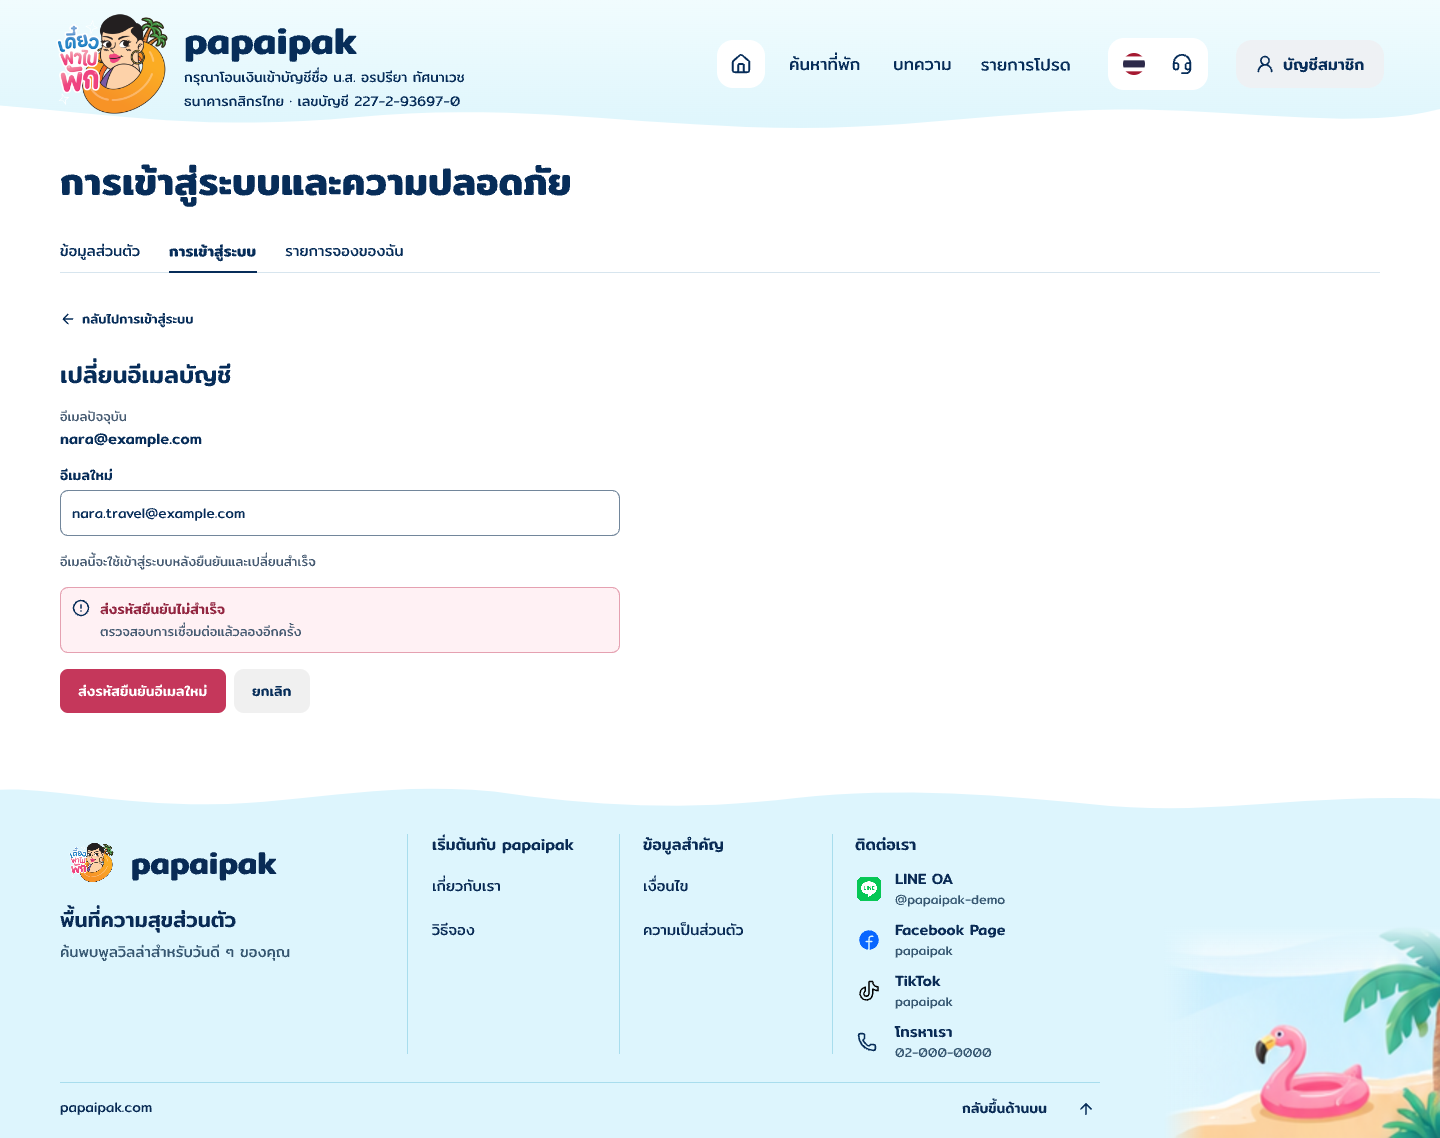 เดี๋ยว
พาไป
พัก
papaipak
กรุณาโอนเงินเข้าบัญชีชื่อ น.ส. อรปรียา ทัศนาเวช
ธนาคารกสิกรไทย · เลขบัญชี 227-2-93697-0
ค้นหาที่พัก
บทความ
รายการโปรด
บัญชีสมาชิก
การเข้าสู่ระบบและความปลอดภัย
ข้อมูลส่วนตัว
การเข้าสู่ระบบ
รายการจองของฉัน
กลับไปการเข้าสู่ระบบ
เปลี่ยนอีเมลบัญชี
อีเมลปัจจุบัน
nara@example.com
อีเมลใหม่
nara.travel@example.com
อีเมลนี้จะใช้เข้าสู่ระบบหลังยืนยันและเปลี่ยนสำเร็จ
ส่งรหัสยืนยันไม่สำเร็จ
ตรวจสอบการเชื่อมต่อแล้วลองอีกครั้ง
ส่งรหัสยืนยันอีเมลใหม่
ยกเลิก
เดี๋ยว
พาไป
พัก
papaipak
พื้นที่ความสุขส่วนตัว
ค้นพบพูลวิลล่าสำหรับวันดี ๆ ของคุณ
เริ่มต้นกับ papaipak
เกี่ยวกับเรา
วิธีจอง
ข้อมูลสำคัญ
เงื่อนไข
ความเป็นส่วนตัว
ติดต่อเรา
LINE
LINE OA
@papaipak-demo
Facebook Page
papaipak
TikTok
papaipak
โทรหาเรา
02-000-0000
papaipak.com
กลับขึ้นด้านบน